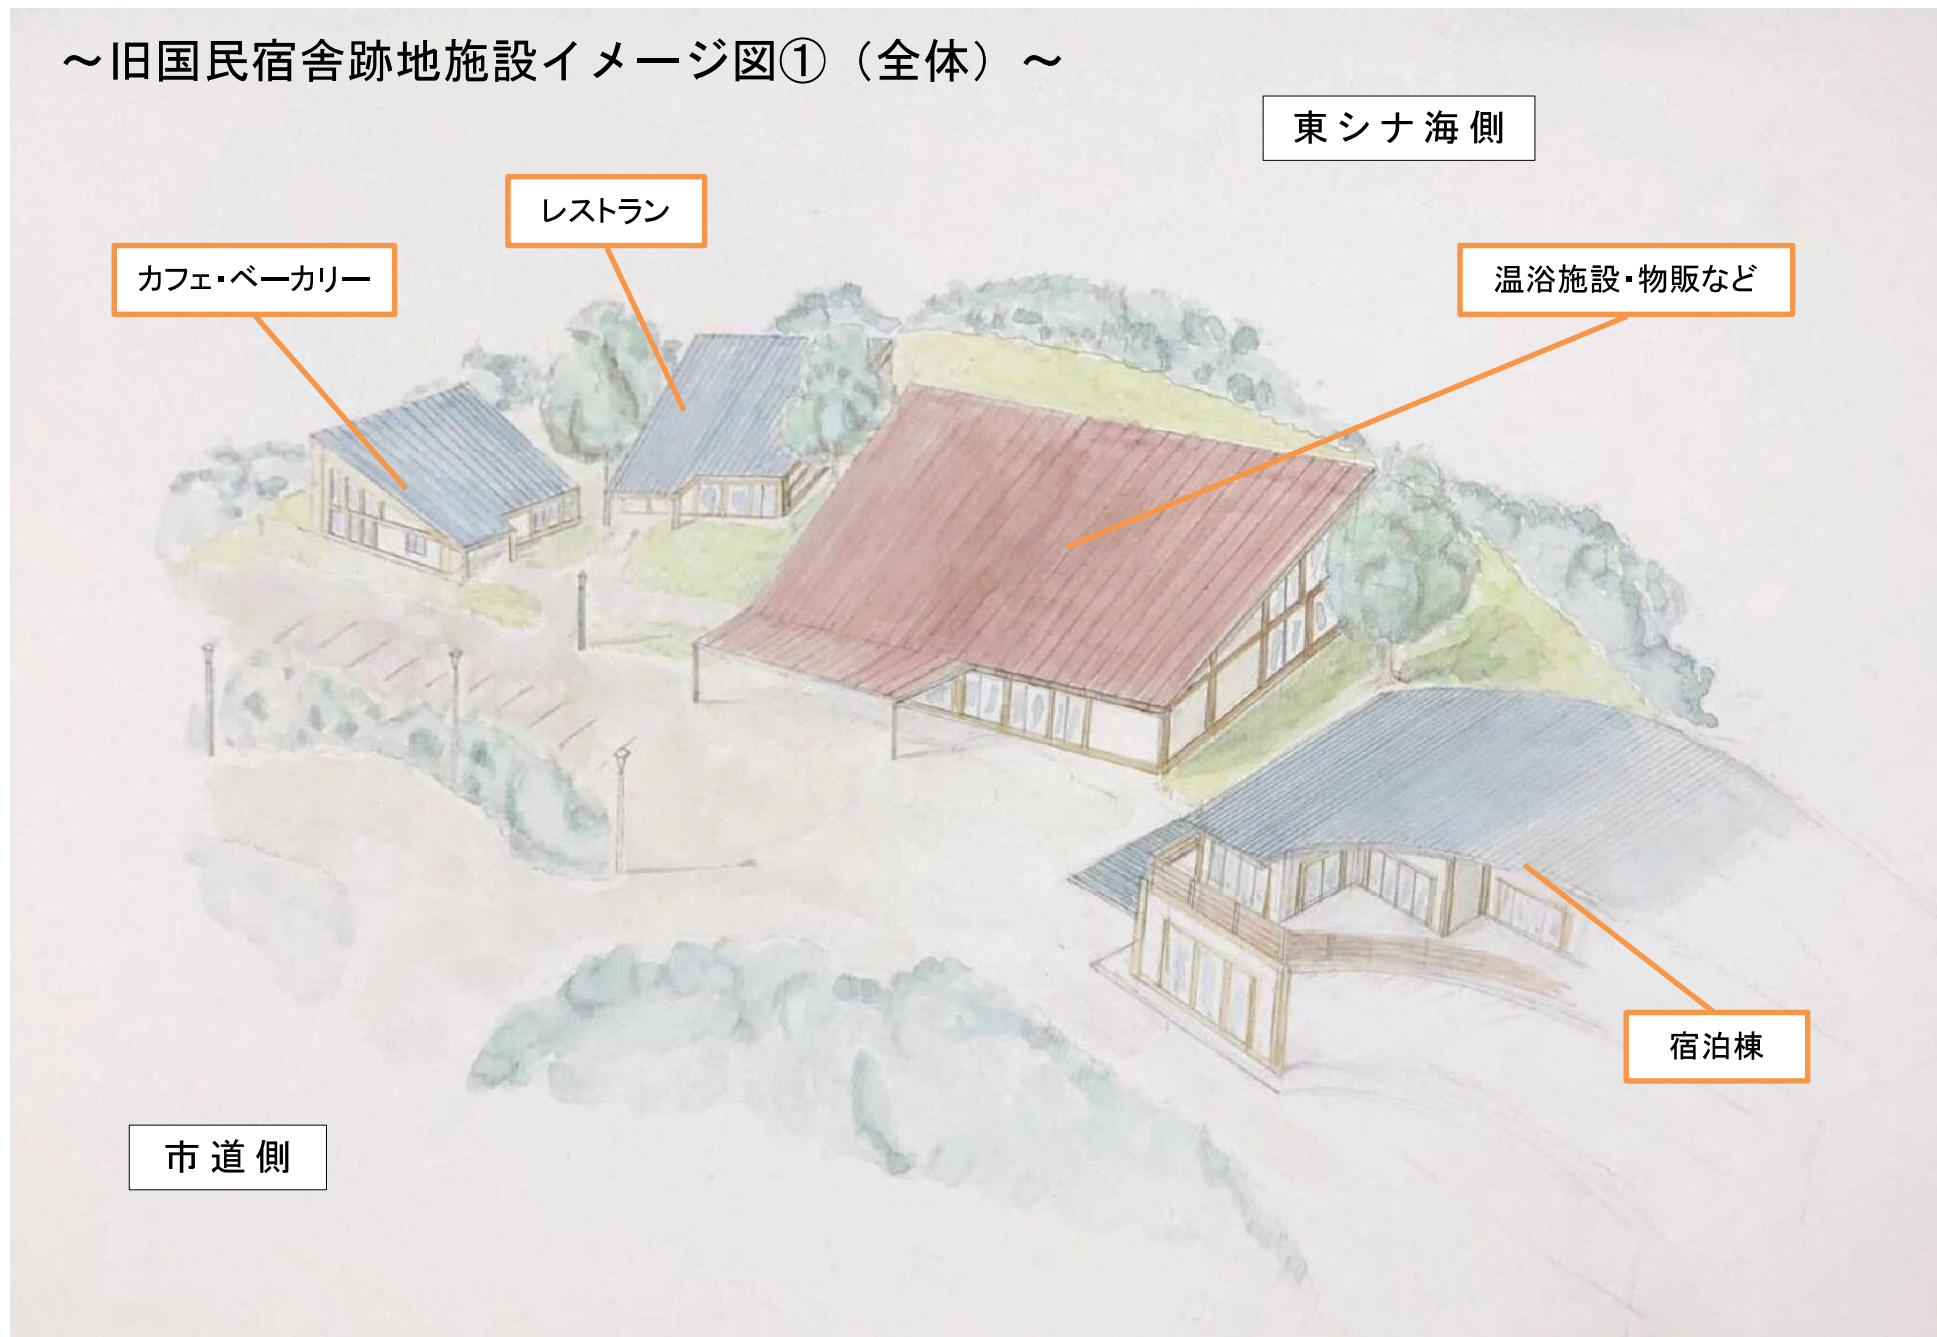 ～旧国民宿舎跡地施設イメージ図①（全体）～
東シナ海側
レストラン
カフェ・ベーカリー
温浴施設・物販など
宿泊棟
市道側